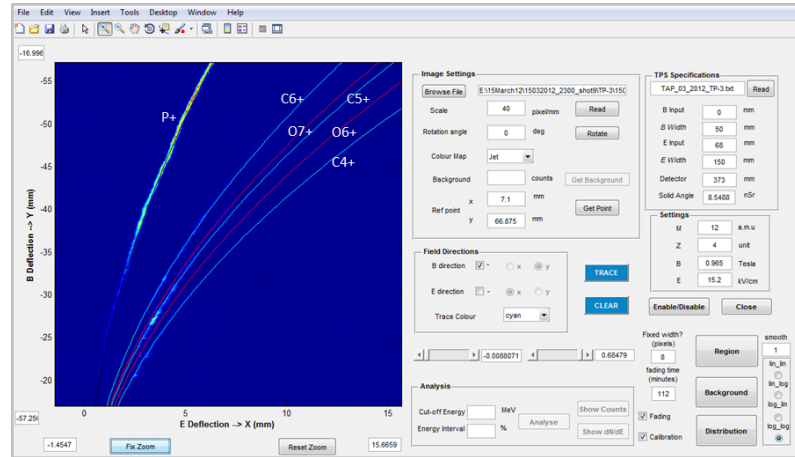 File Edit View Insert Tools Desktop Window Help
-16.996
-55
-50
-45
-40
-35
-30
-25
-20
-57.25
B Deflection --> Y (mm)
P+
C6+
C5+
O7+
O6+
C4+
0 5 10 15
E Deflection --> X (mm)
-1.4547
Fix Zoom
Reset Zoom
15.6659
Image Settings
Browse File E:\15March12\15032012_2300_shot9\TP-3\150
Scale 40 pixel/mm Read
Rotation angle 0 deg Rotate
Colour Map Jet
Background counts Get Background
Ref point
x 7.1 mm
y 66.875 mm
Get Point
Field Directions
B direction - x y
E direction - x y
Trace Colour cyan
TRACE
CLEAR
-0.0088071
0.68479
Analysis
Cut-off Energy MeV
Energy Interval %
Analyse
Show Counts
Show dN/dE
TPS Specifications
TAP_03_2012_TP-3.txt Read
B Input 0 mm
B Width 50 mm
E Input 68 mm
E Width 150 mm
Detector 373 mm
Solid Angle 8.5488 nSr
Settings
M 12 a.m.u
Z 4 unit
B 0.965 Tesla
E 15.2 kV/cm
Enable/Disable
Close
Fixed width?
(pixels)
8
fading time
(minutes)
112
Fading
Calibration
Region
Background
Distribution
smooth
1
lin_lin
lin_log
log_lin
log_log